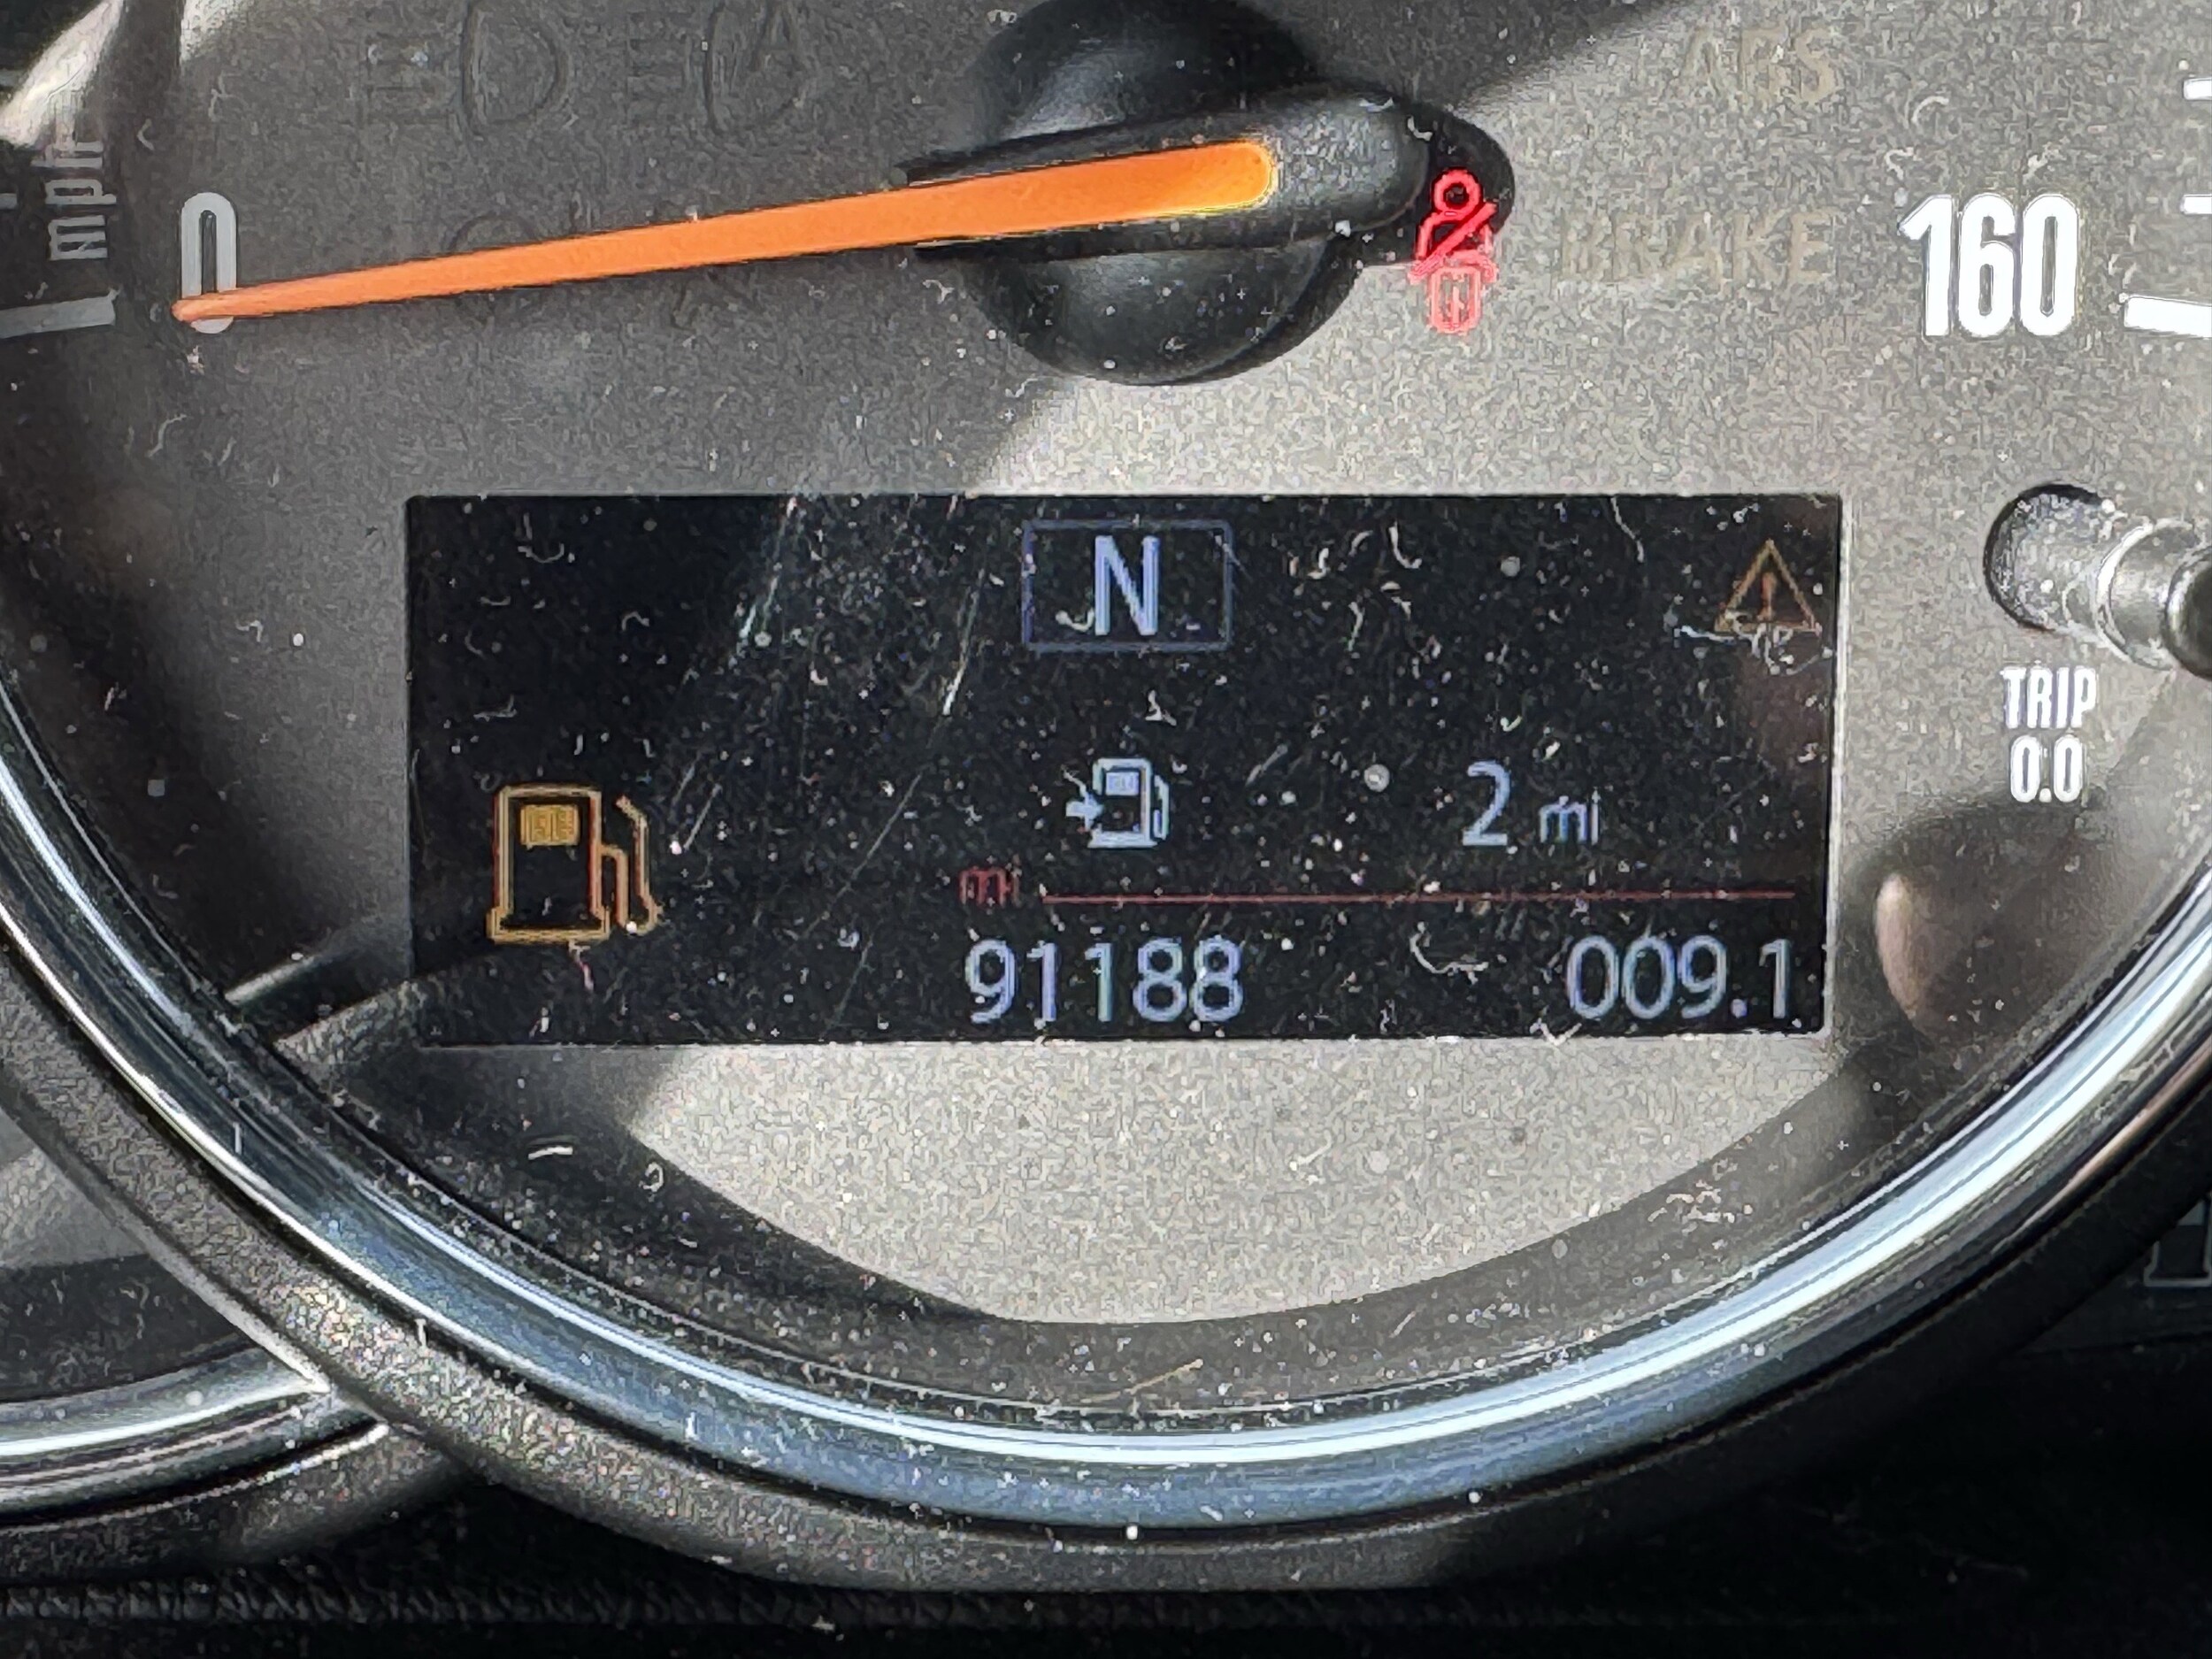 ABS
mph
0
BRAKE
160
N
TRIP
0.0
2 mi
mi
91188 009.1